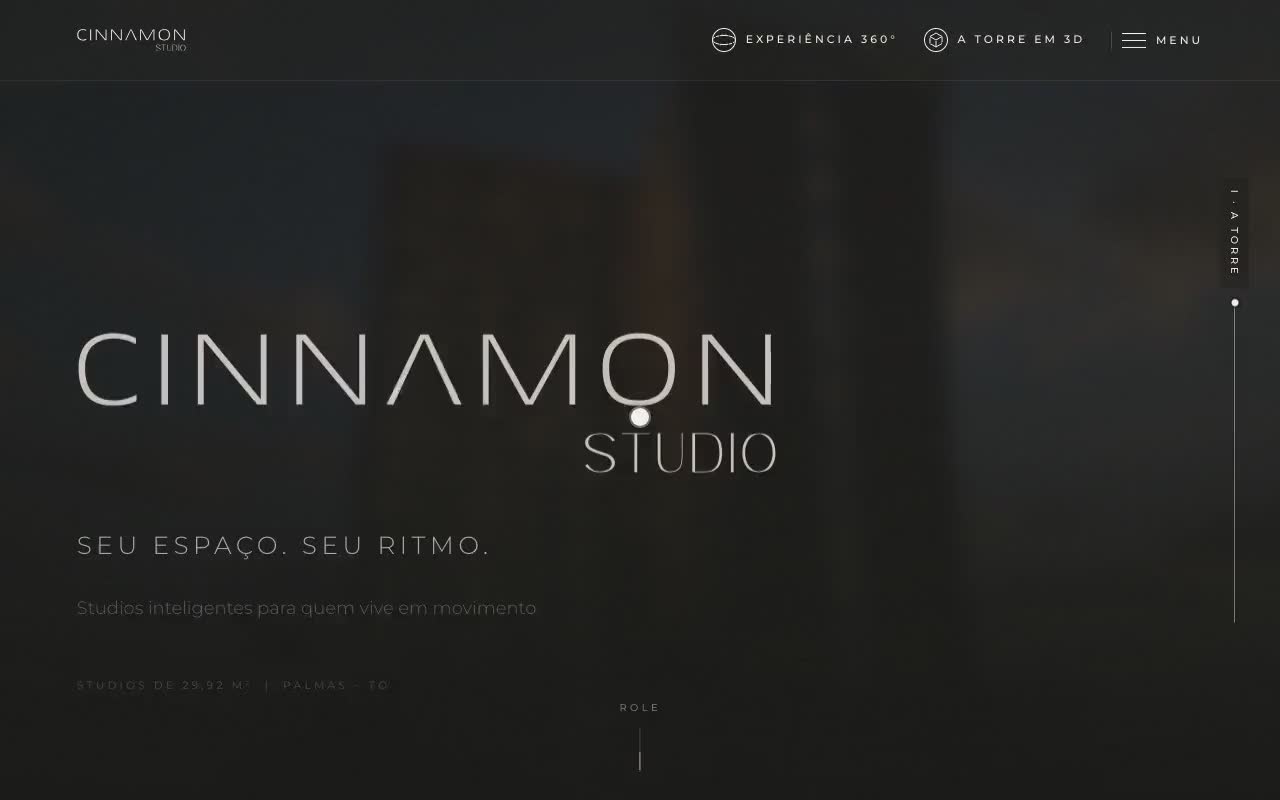 CINNAMON
STUDIO
EXPERIÊNCIA 360°
A TORRE EM 3D
MENU
I · A TORRE
CINNAMON
STUDIO
SEU ESPAÇO. SEU RITMO.
Studios inteligentes para quem vive em movimento
STUDIOS DE 29,92 M² | PALMAS – TO
ROLE